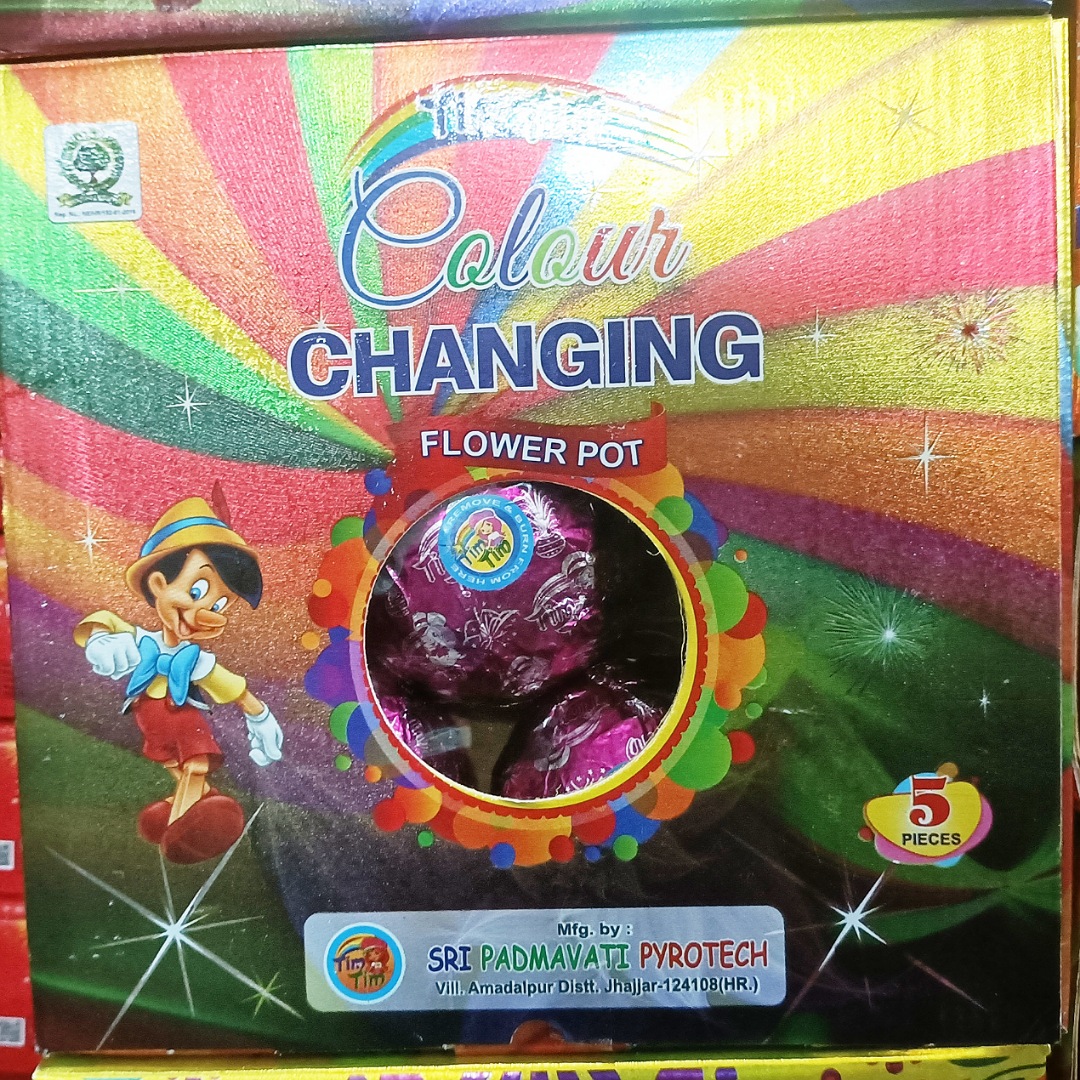 Colour
CHANGING
FLOWER POT
REMOVE & BURN FROM HERE
Tim
Tim
5
PIECES
Mfg. by :
Tim
Tim
SRI PADMAVATI PYROTECH
Vill. Amadalpur Distt. Jhajjar-124108(HR.)